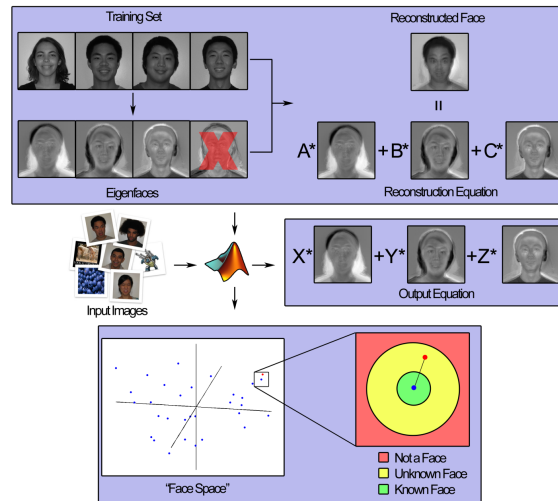 Training Set
Reconstructed Face
=
A* + B* + C*
Eigenfaces
Reconstruction Equation
X* + Y* + Z*
Output Equation
Input Images
"Face Space"
Not a Face
Unknown Face
Known Face